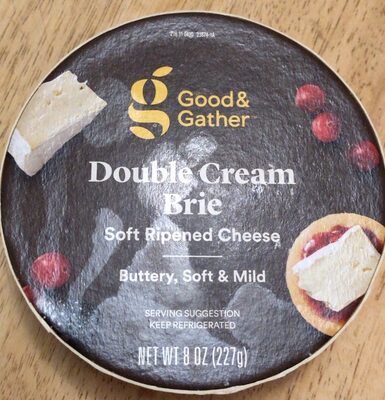 Good&
Gather™
Double Cream
Brie
Soft Ripened Cheese
Buttery, Soft & Mild
SERVING SUGGESTION
KEEP REFRIGERATED
NET WT 8 OZ (227g)